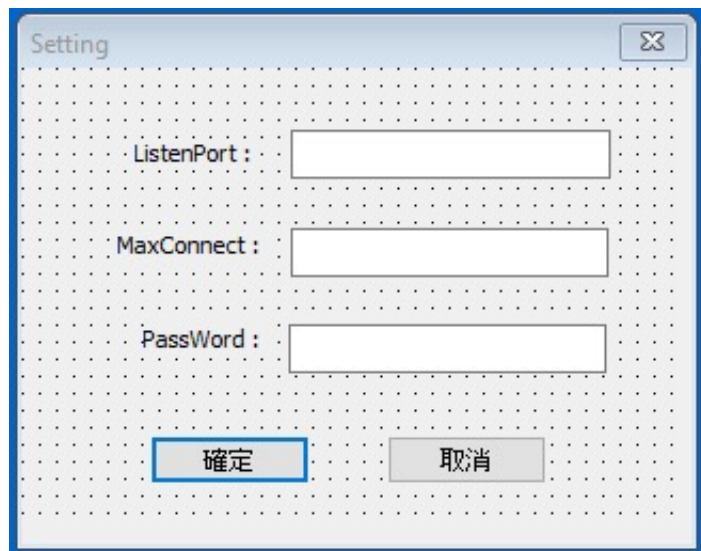 Setting
ListenPort :
MaxConnect :
PassWord :
確定 取消